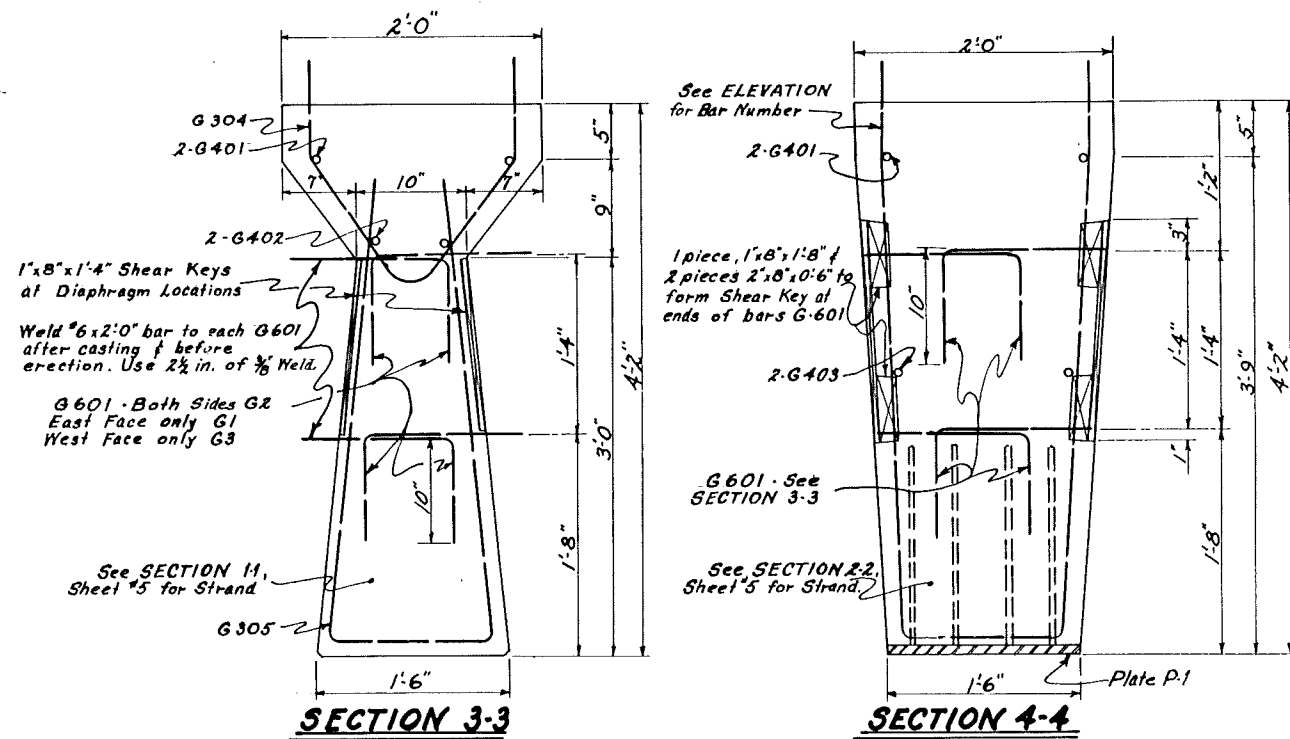 2'-0"
G304
2-G401
5"
7"
10"
7"
9"
2-G402
1"x8"x1'-4" Shear Keys
at Diaphragm Locations
Weld #6x2'-0" bar to each G601
after casting & before
erection. Use 2½ in. of ⅜" Weld
1'-4"
4'-2"
G601 - Both Sides G2
East Face only G1
West Face only G3
3'-0"
10"
1'-8"
See SECTION 1-1,
Sheet #5 for Strand
G305
1'-6"
SECTION 3-3
2'-0"
See ELEVATION
for Bar Number
2-G401
5"
1'-2"
3"
1 piece, 1"x8"x1'-8" &
2 pieces 2"x8"x0'-6" to
form Shear Key at
ends of bars G-601
10"
1'-4"
1'-4"
3'-9"
4'-2"
2-G403
1"
G601 - See
SECTION 3-3
1'-8"
See SECTION 2-2,
Sheet #5 for Strand.
1'-6"
Plate P-1
SECTION 4-4